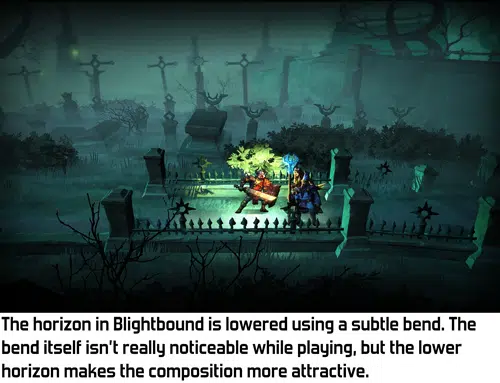 The horizon in Blightbound is lowered using a subtle bend. The
bend itself isn't really noticeable while playing, but the lower
horizon makes the composition more attractive.